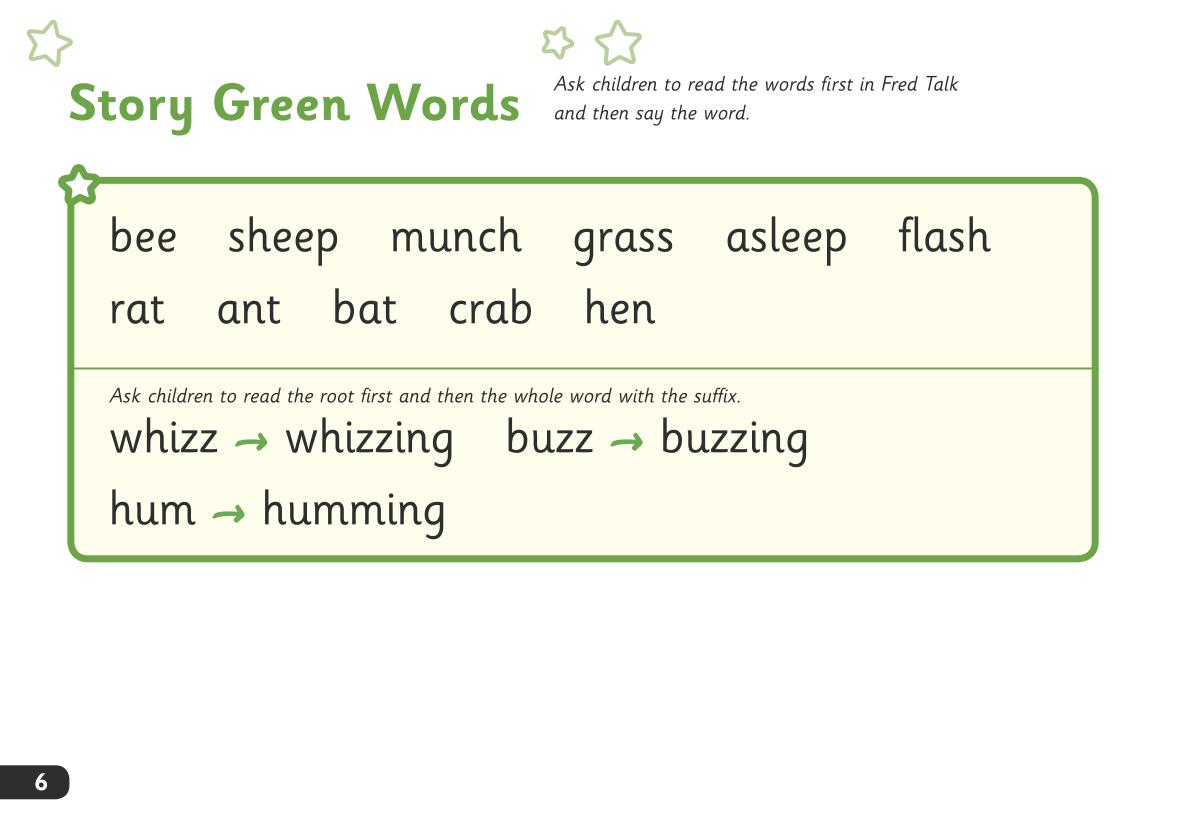 Story Green Words
Ask children to read the words first in Fred Talk
and then say the word.
bee sheep munch grass asleep flash
rat ant bat crab hen
Ask children to read the root first and then the whole word with the suffix.
whizz → whizzing buzz → buzzing
hum → humming
6